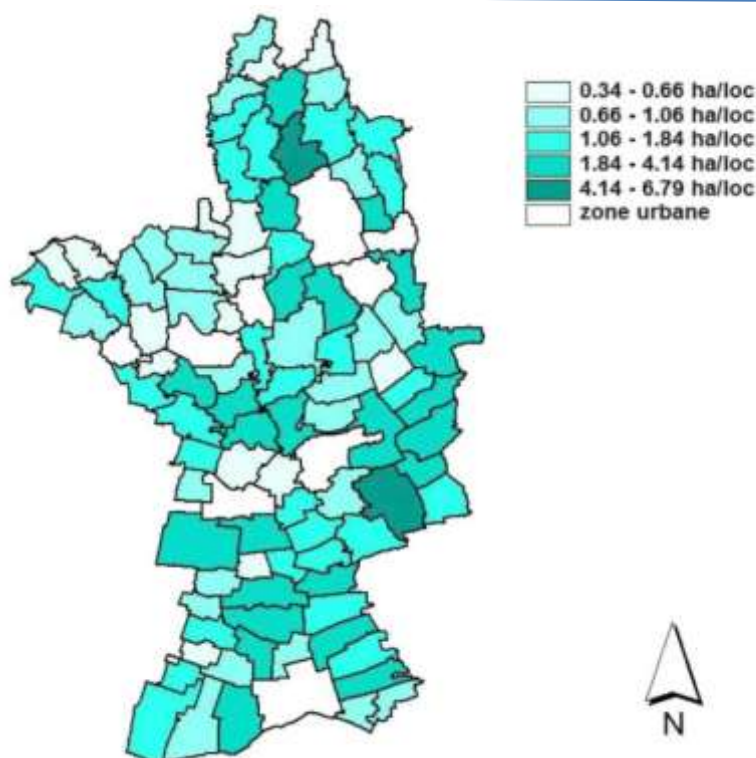 0.34 - 0.66 ha/loc
0.66 - 1.06 ha/loc
1.06 - 1.84 ha/loc
1.84 - 4.14 ha/loc
4.14 - 6.79 ha/loc
zone urbane
N